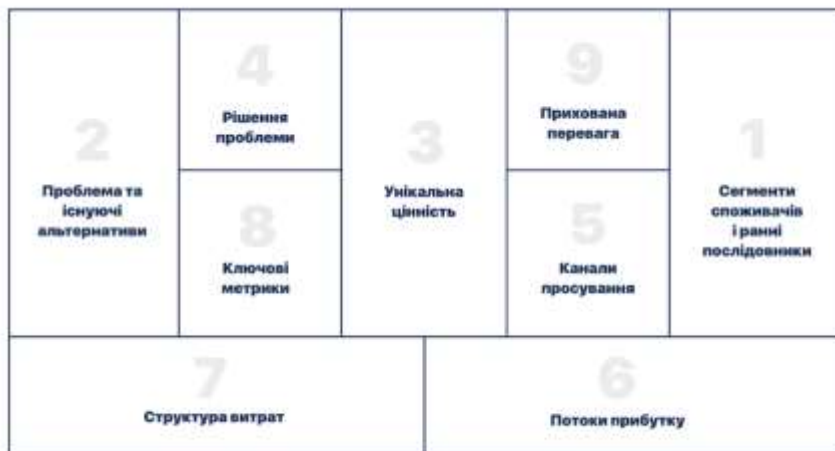 2
Проблема та
існуючі
альтернативи
4
Рішення
проблеми
8
Ключові
метрики
3
Унікальна
цінність
9
Прихована
перевага
5
Канали
просування
1
Сегменти
споживачів
і ранні
послідовники
7
Структура витрат
6
Потоки прибутку